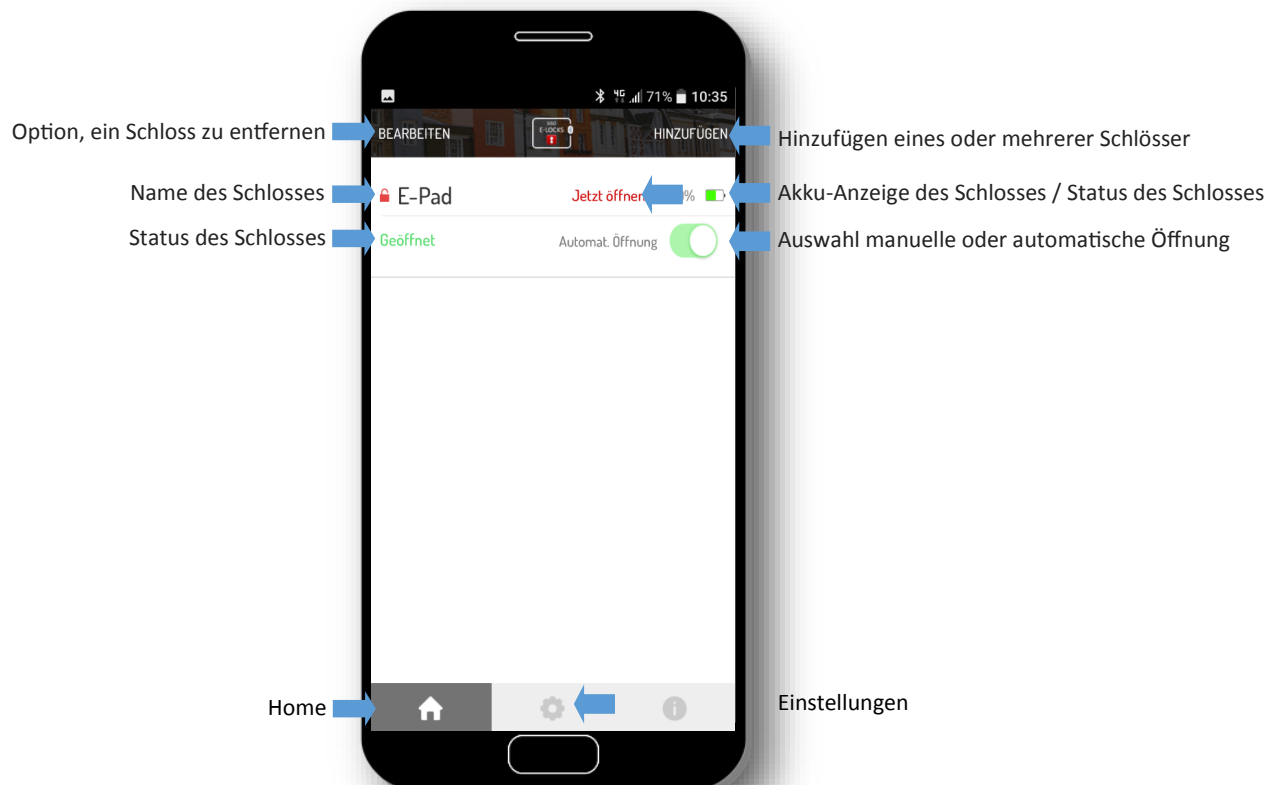 71% 10:35
Option, ein Schloss zu entfernen
BEARBEITEN
E-LOCKS
HINZUFÜGEN
Hinzufügen eines oder mehrerer Schlösser
Name des Schlosses
E-Pad
Jetzt öffnen
%
Akku-Anzeige des Schlosses / Status des Schlosses
Status des Schlosses
Geöffnet
Automat. Öffnung
Auswahl manuelle oder automatische Öffnung
Home
Einstellungen